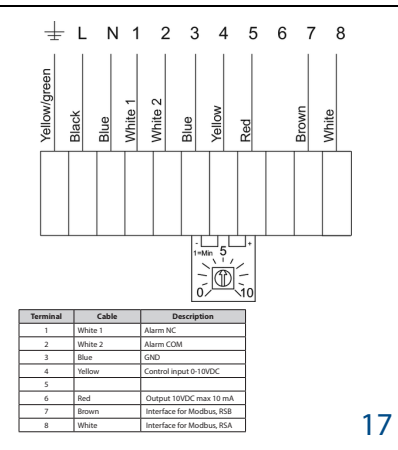 L N 1 2 3 4 5 6 7 8
Yellow/green
Black
Blue
White 1
White 2
Blue
Yellow
Red
Brown
White
- +
1=Min 5
0 10
Terminal Cable Description
1 White 1 Alarm NC
2 White 2 Alarm COM
3 Blue GND
4 Yellow Control input 0-10VDC
5
6 Red Output 10VDC max 10 mA
7 Brown Interface for Modbus, RSB
8 White Interface for Modbus, RSA
17